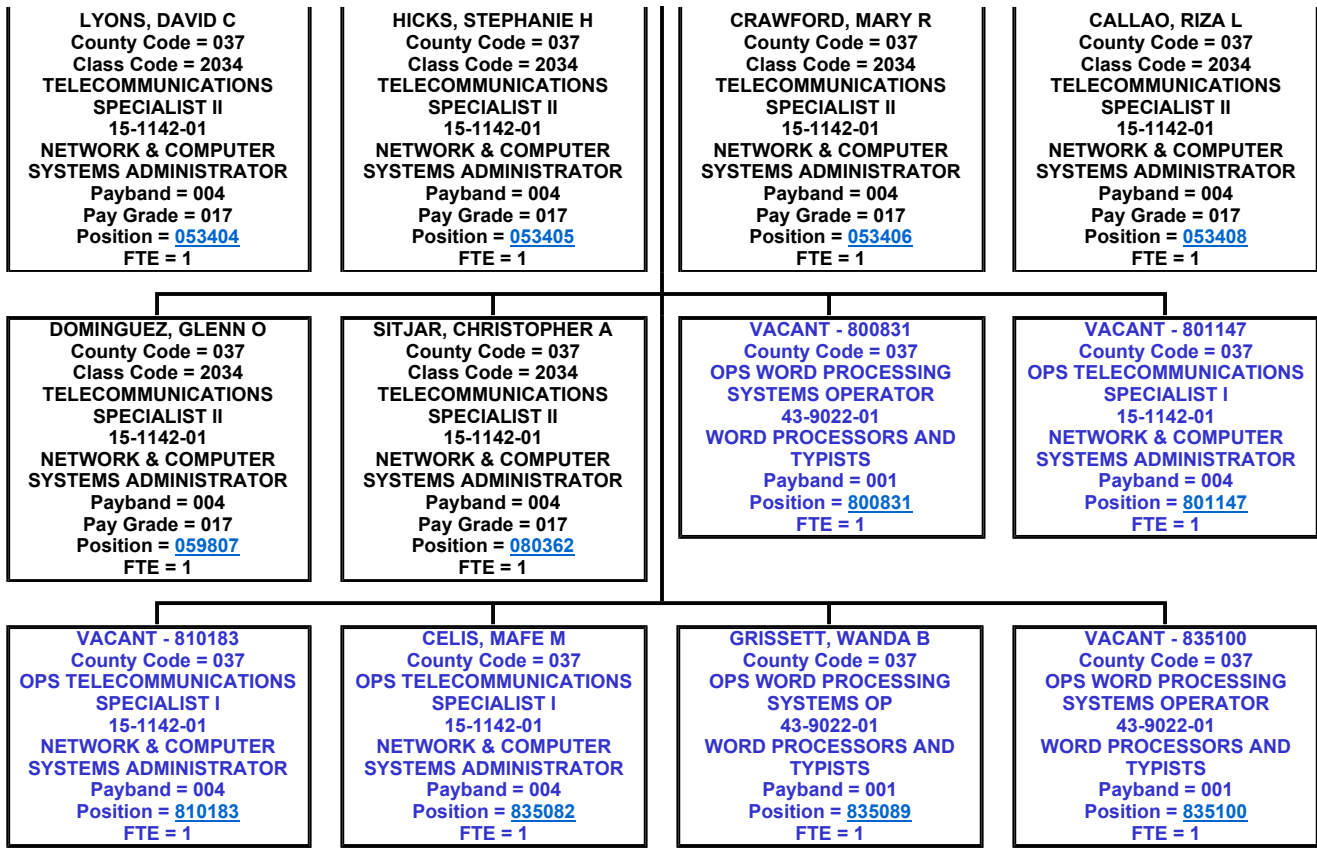 LYONS, DAVID C
County Code = 037
Class Code = 2034
TELECOMMUNICATIONS
SPECIALIST II
15-1142-01
NETWORK & COMPUTER
SYSTEMS ADMINISTRATOR
Payband = 004
Pay Grade = 017
Position = 053404
FTE = 1
HICKS, STEPHANIE H
County Code = 037
Class Code = 2034
TELECOMMUNICATIONS
SPECIALIST II
15-1142-01
NETWORK & COMPUTER
SYSTEMS ADMINISTRATOR
Payband = 004
Pay Grade = 017
Position = 053405
FTE = 1
CRAWFORD, MARY R
County Code = 037
Class Code = 2034
TELECOMMUNICATIONS
SPECIALIST II
15-1142-01
NETWORK & COMPUTER
SYSTEMS ADMINISTRATOR
Payband = 004
Pay Grade = 017
Position = 053406
FTE = 1
CALLAO, RIZA L
County Code = 037
Class Code = 2034
TELECOMMUNICATIONS
SPECIALIST II
15-1142-01
NETWORK & COMPUTER
SYSTEMS ADMINISTRATOR
Payband = 004
Pay Grade = 017
Position = 053408
FTE = 1
DOMINGUEZ, GLENN O
County Code = 037
Class Code = 2034
TELECOMMUNICATIONS
SPECIALIST II
15-1142-01
NETWORK & COMPUTER
SYSTEMS ADMINISTRATOR
Payband = 004
Pay Grade = 017
Position = 059807
FTE = 1
SITJAR, CHRISTOPHER A
County Code = 037
Class Code = 2034
TELECOMMUNICATIONS
SPECIALIST II
15-1142-01
NETWORK & COMPUTER
SYSTEMS ADMINISTRATOR
Payband = 004
Pay Grade = 017
Position = 080362
FTE = 1
VACANT - 800831
County Code = 037
OPS WORD PROCESSING
SYSTEMS OPERATOR
43-9022-01
WORD PROCESSORS AND
TYPISTS
Payband = 001
Position = 800831
FTE = 1
VACANT - 801147
County Code = 037
OPS TELECOMMUNICATIONS
SPECIALIST I
15-1142-01
NETWORK & COMPUTER
SYSTEMS ADMINISTRATOR
Payband = 004
Position = 801147
FTE = 1
VACANT - 810183
County Code = 037
OPS TELECOMMUNICATIONS
SPECIALIST I
15-1142-01
NETWORK & COMPUTER
SYSTEMS ADMINISTRATOR
Payband = 004
Position = 810183
FTE = 1
CELIS, MAFE M
County Code = 037
OPS TELECOMMUNICATIONS
SPECIALIST I
15-1142-01
NETWORK & COMPUTER
SYSTEMS ADMINISTRATOR
Payband = 004
Position = 835082
FTE = 1
GRISSETT, WANDA B
County Code = 037
OPS WORD PROCESSING
SYSTEMS OP
43-9022-01
WORD PROCESSORS AND
TYPISTS
Payband = 001
Position = 835089
FTE = 1
VACANT - 835100
County Code = 037
OPS WORD PROCESSING
SYSTEMS OPERATOR
43-9022-01
WORD PROCESSORS AND
TYPISTS
Payband = 001
Position = 835100
FTE = 1